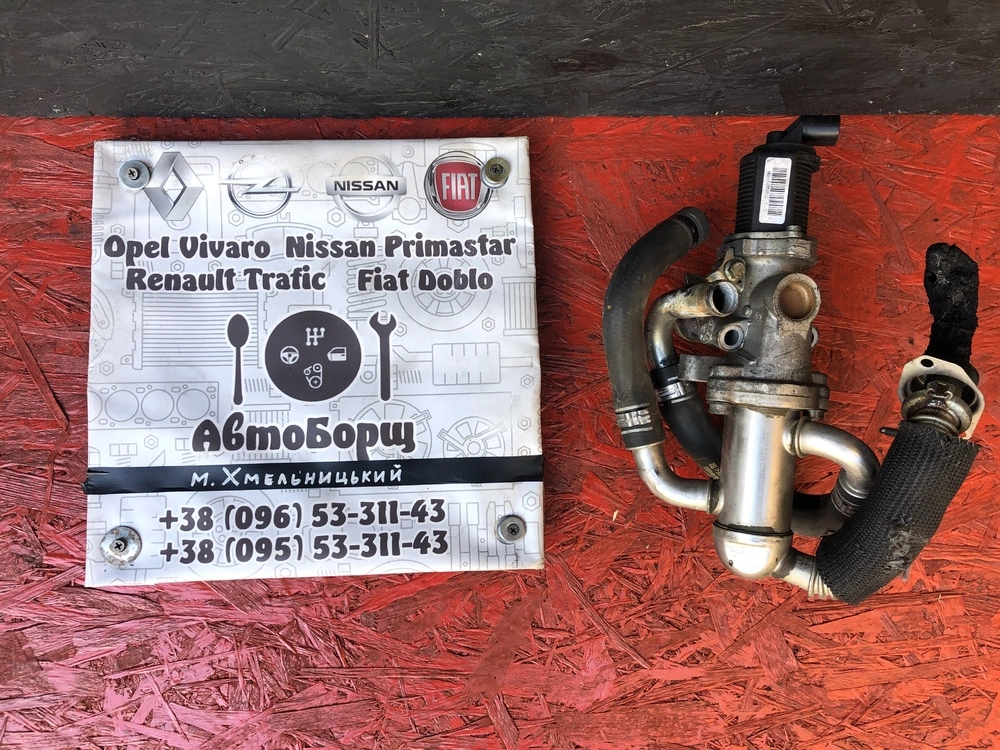 OPEL
NISSAN
FIAT
Opel Vivaro Nissan Primastar
Renault Trafic Fiat Doblo
АвтоБорщ
м. Хмельницький
+38 (096) 53-311-43
+38 (095) 53-311-43